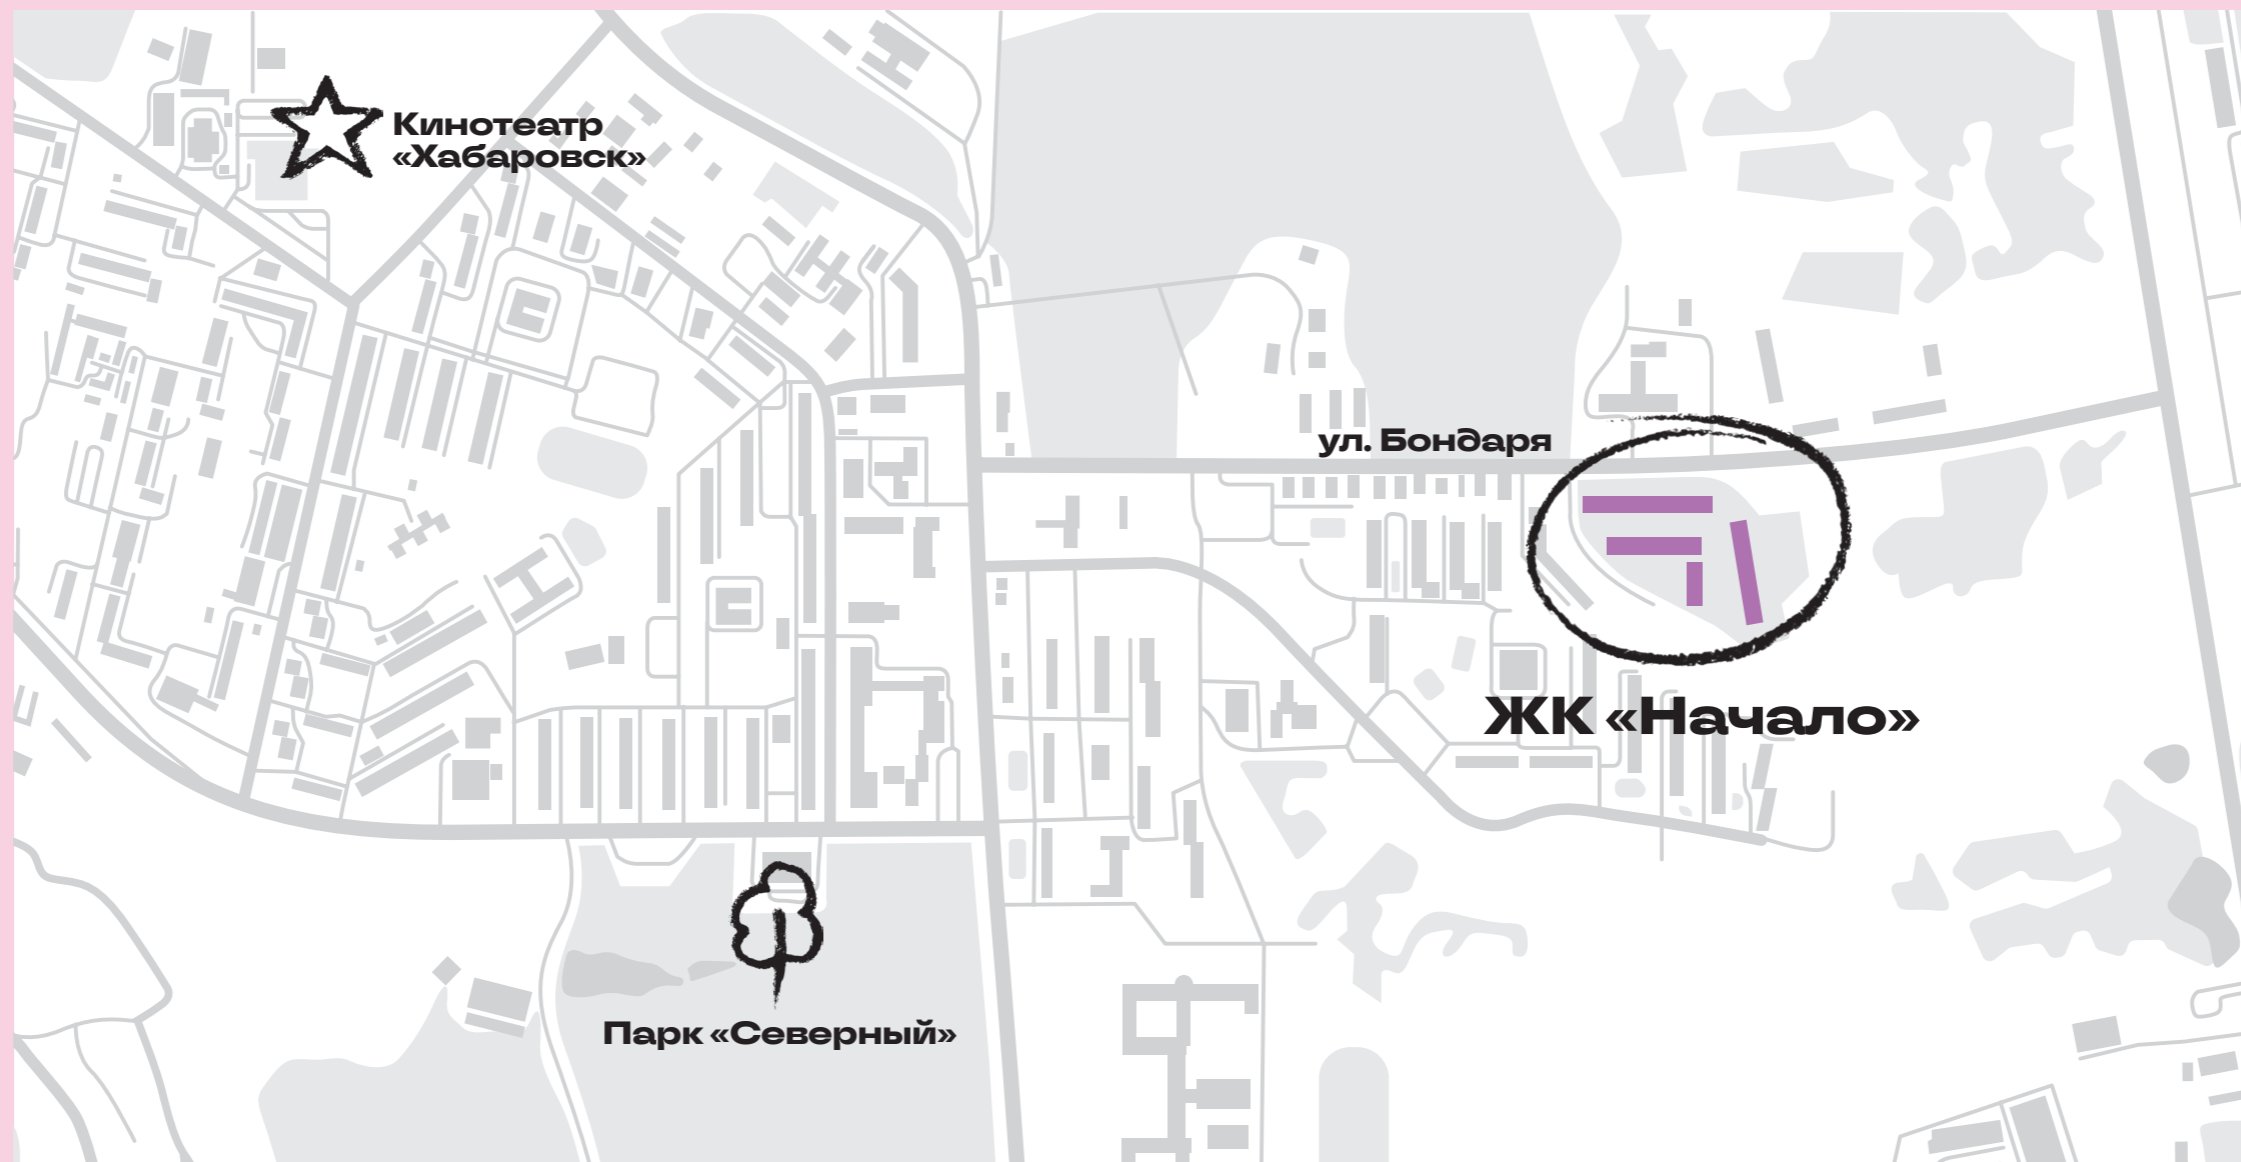 Кинотеатр
«Хабаровск»
ул. Бондаря
ЖК «Начало»
Парк «Северный»